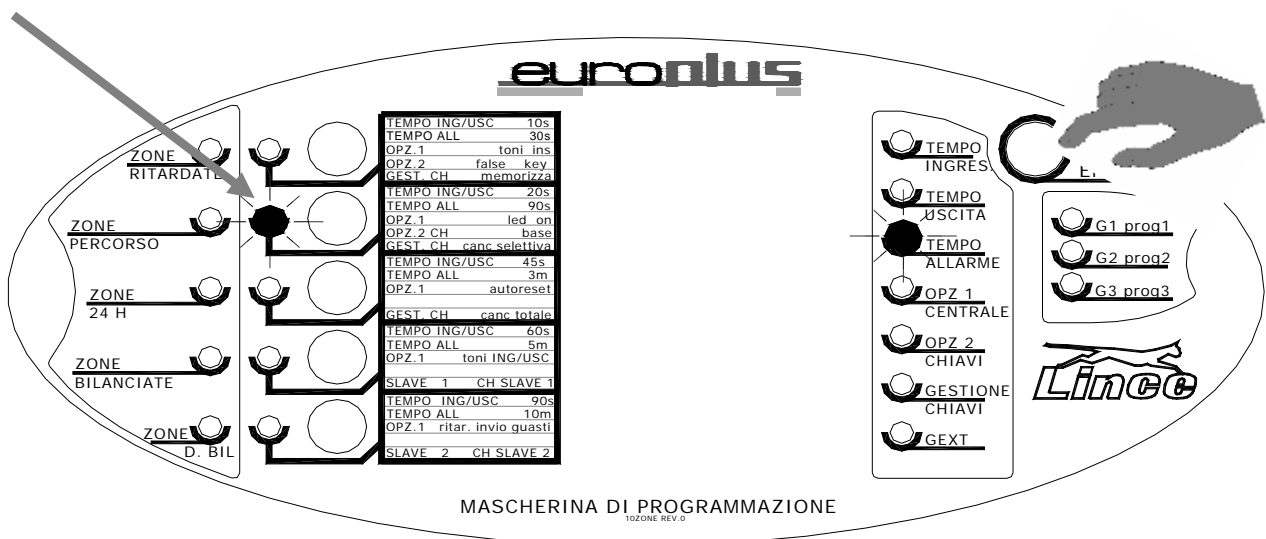 europlus
ZONE
RITARDATE
ZONE
PERCORSO
ZONE
24 H
ZONE
BILANCIATE
ZONE
D. BIL
TEMPO ING/USC 10s
TEMPO ALL 30s
OPZ.1 toni ins
OPZ.2 false key
GEST. CH memorizza
TEMPO ING/USC 20s
TEMPO ALL 90s
OPZ.1 led on
OPZ.2 CH base
GEST. CH canc selettiva
TEMPO ING/USC 45s
TEMPO ALL 3m
OPZ.1 autoreset
GEST. CH canc totale
TEMPO ING/USC 60s
TEMPO ALL 5m
OPZ.1 toni ING/USC
SLAVE 1 CH SLAVE 1
TEMPO ING/USC 90s
TEMPO ALL 10m
OPZ.1 ritar. invio guasti
SLAVE 2 CH SLAVE 2
TEMPO
INGRES.
TEMPO
USCITA
TEMPO
ALLARME
OPZ 1
CENTRALE
OPZ 2
CHIAVI
GESTIONE
CHIAVI
GEXT
G1 prog1
G2 prog2
G3 prog3
Lince
MASCHERINA DI PROGRAMMAZIONE
10ZONE REV.0